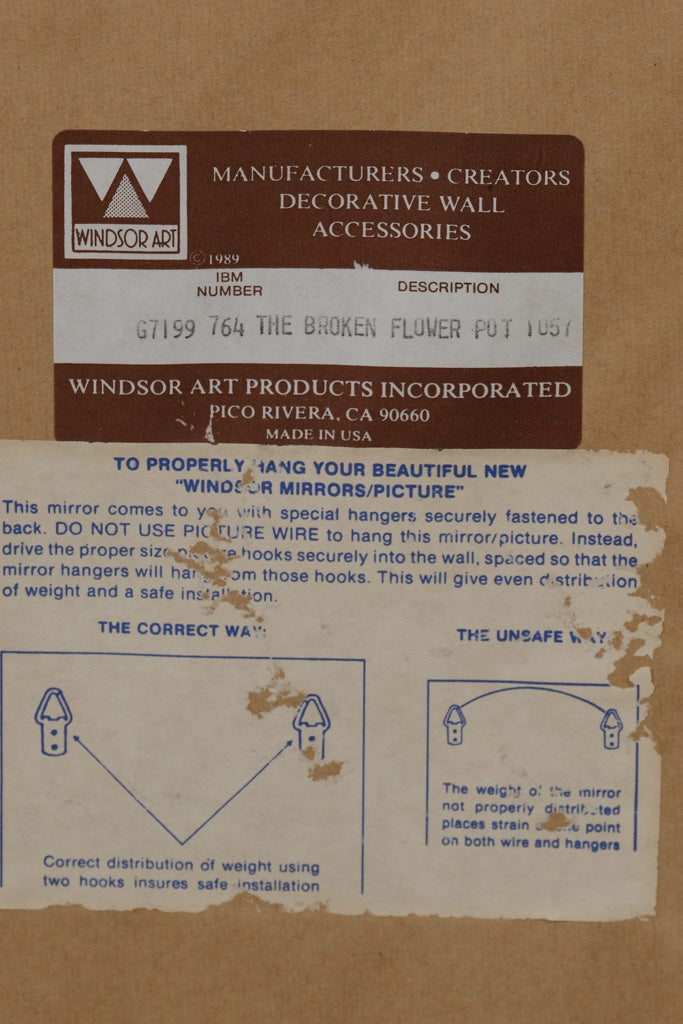 WINDSOR ART
MANUFACTURERS • CREATORS
DECORATIVE WALL
ACCESSORIES
© 1989
IBM
NUMBER
DESCRIPTION
G7199 764 THE BROKEN FLOWER POT 1057
WINDSOR ART PRODUCTS INCORPORATED
PICO RIVERA, CA 90660
MADE IN USA
TO PROPERLY HANG YOUR BEAUTIFUL NEW
"WINDSOR MIRRORS/PICTURE"
This mirror comes to you with special hangers securely fastened to the
back. DO NOT USE PICTURE WIRE to hang this mirror/picture. Instead,
drive the proper size picture hooks securely into the wall, spaced so that the
mirror hangers will hang from those hooks. This will give even distribution
of weight and a safe installation.
THE CORRECT WAY:
Correct distribution of weight using
two hooks insures safe installation
THE UNSAFE WAY
The weight of the mirror
not properly distributed
places strain point
on both wire and hangers